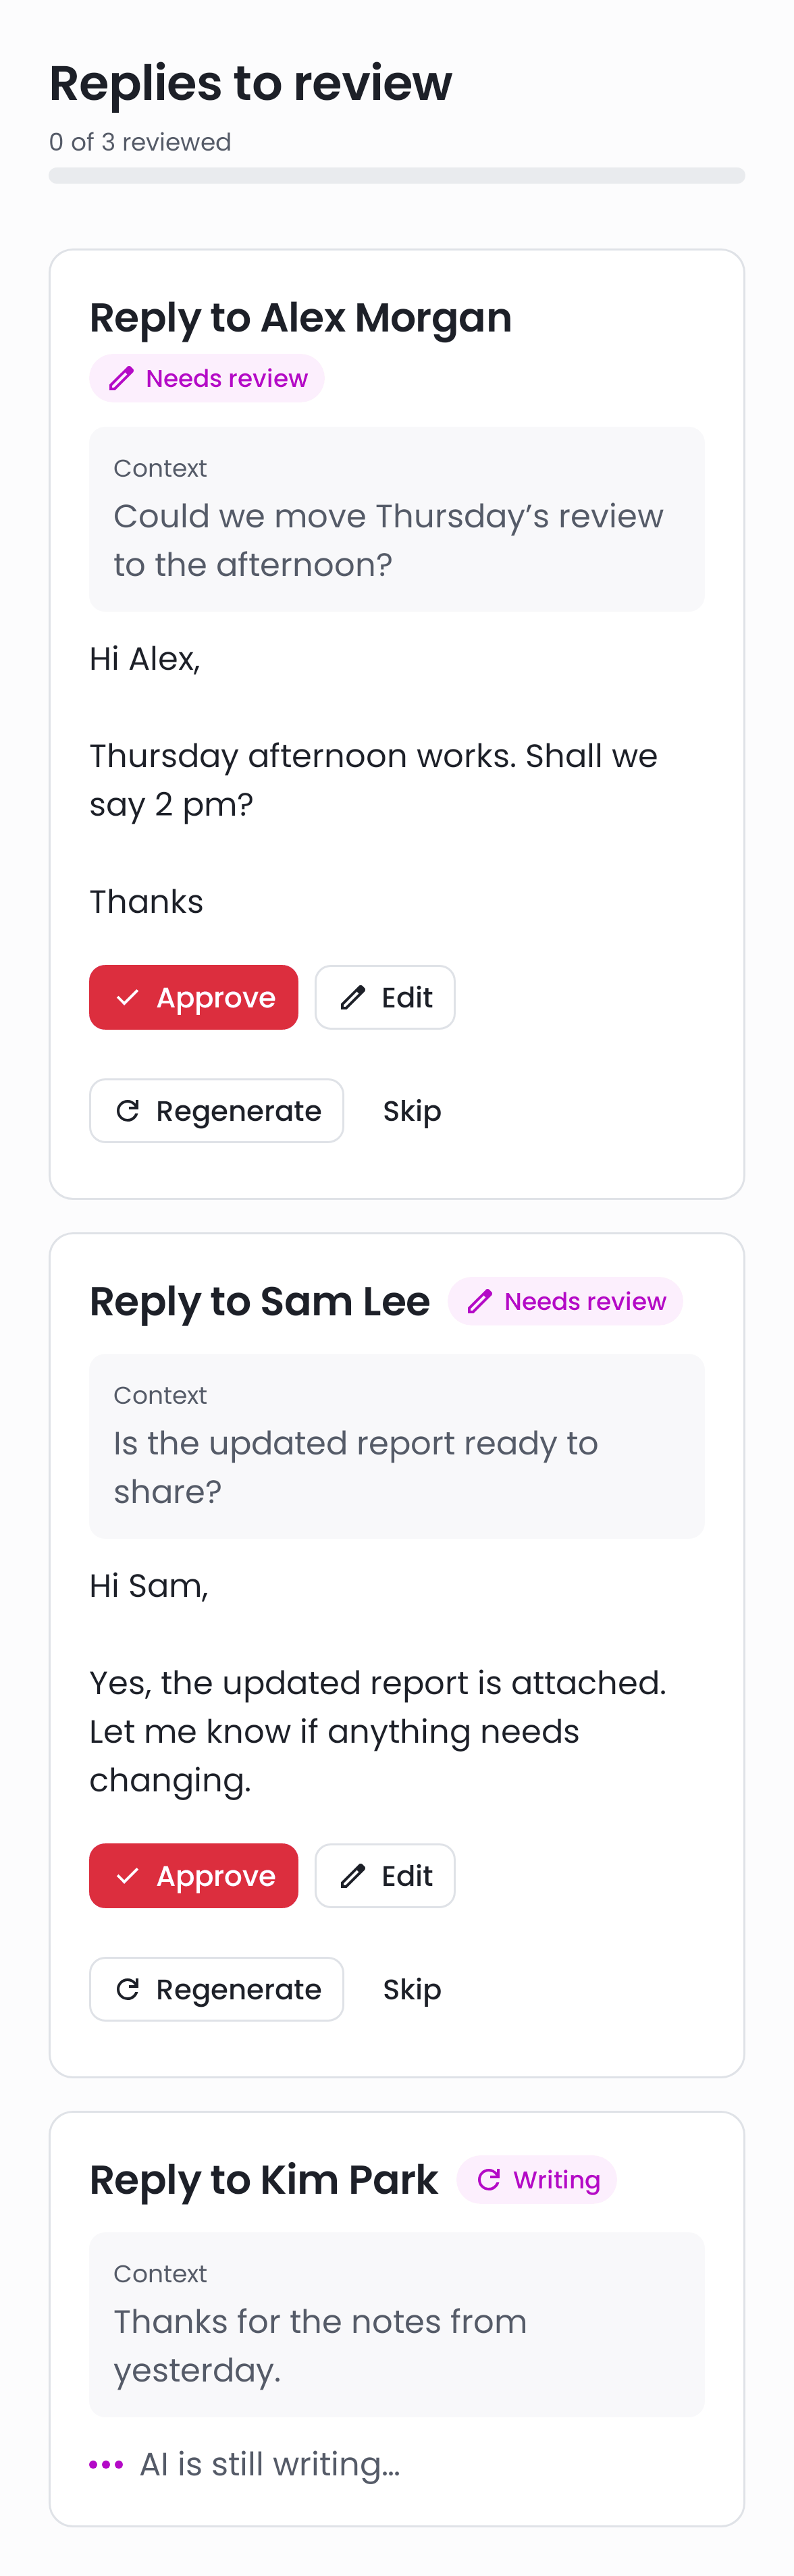 Replies to review
0 of 3 reviewed
Reply to Alex Morgan
Needs review
Context
Could we move Thursday’s review
to the afternoon?
Hi Alex,
Thursday afternoon works. Shall we
say 2 pm?
Thanks
Approve
Edit
Regenerate
Skip
Reply to Sam Lee
Needs review
Context
Is the updated report ready to
share?
Hi Sam,
Yes, the updated report is attached.
Let me know if anything needs
changing.
Approve
Edit
Regenerate
Skip
Reply to Kim Park
Writing
Context
Thanks for the notes from
yesterday.
AI is still writing…